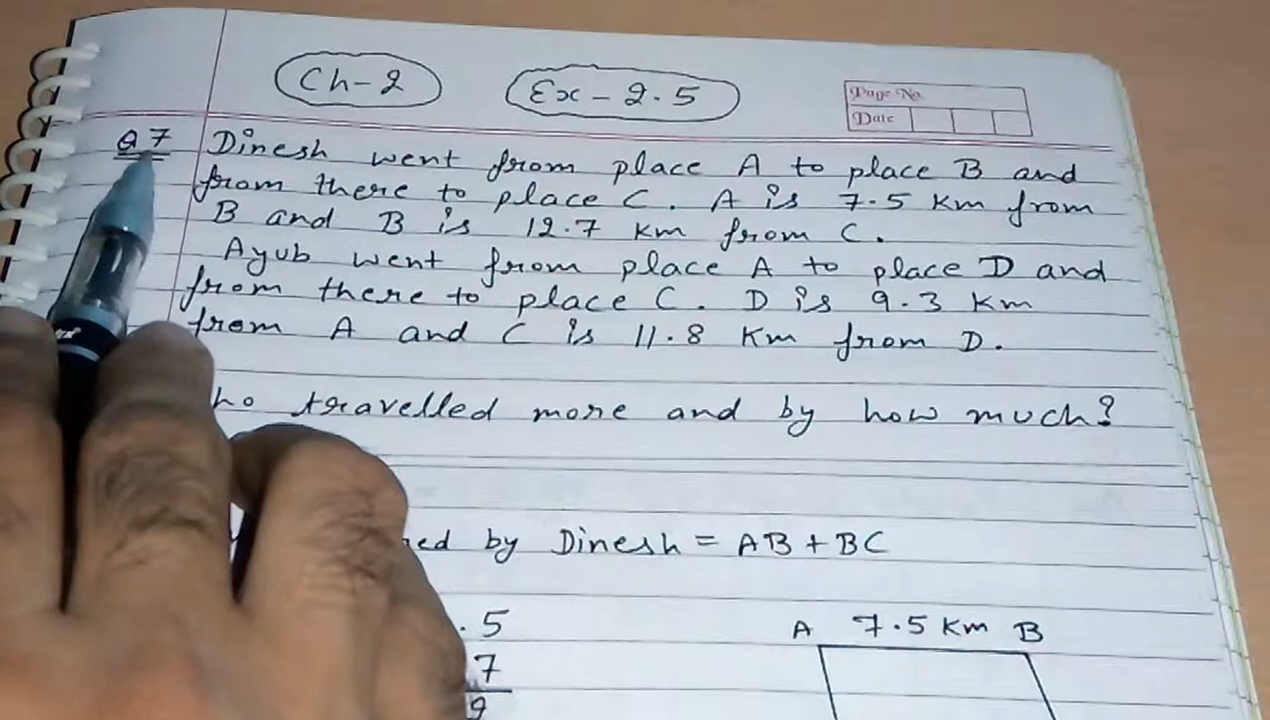 Ch-2
Ex-2.5
Page No.
Date
Q7 Dinesh went from place A to place B and
from there to place C. A is 7.5 Km from
B and B is 12.7 km from C.
Ayub went from place A to place D and
from there to place C. D is 9.3 Km
from A and C is 11.8 Km from D.
ho travelled more and by how much?
by Dinesh = AB + BC
.5
A 7.5 Km B
7